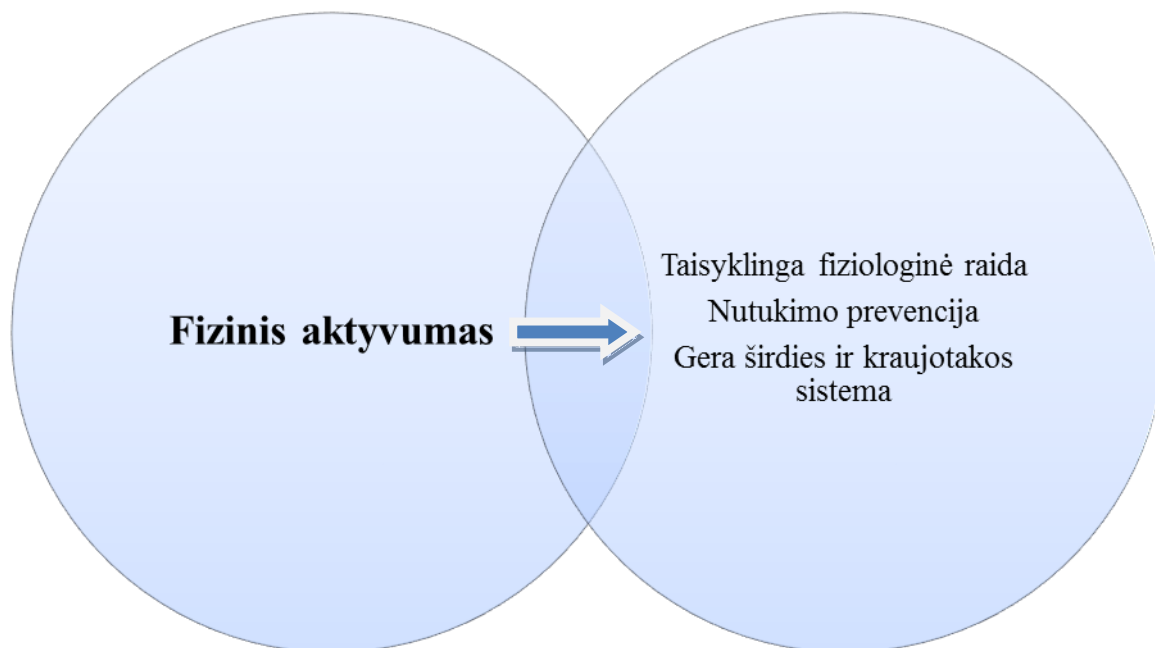 Fizinis aktyvumas
Taisyklinga fiziologinė raida
Nutukimo prevencija
Gera širdies ir kraujotakos
sistema